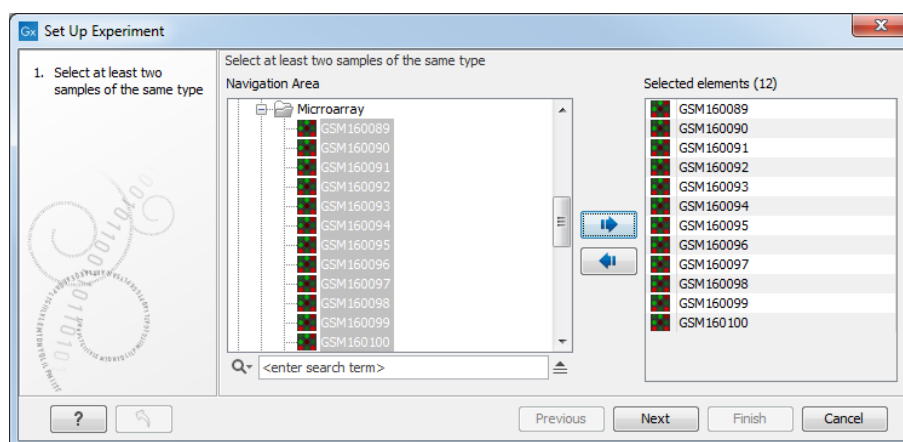 Gx Set Up Experiment
1. Select at least two
samples of the same type
Select at least two samples of the same type
Navigation Area
Micrroarray
GSM160089
GSM160090
GSM160091
GSM160092
GSM160093
GSM160094
GSM160095
GSM160096
GSM160097
GSM160098
GSM160099
GSM160100
<enter search term>
Selected elements (12)
GSM160089
GSM160090
GSM160091
GSM160092
GSM160093
GSM160094
GSM160095
GSM160096
GSM160097
GSM160098
GSM160099
GSM160100
?
Previous
Next
Finish
Cancel